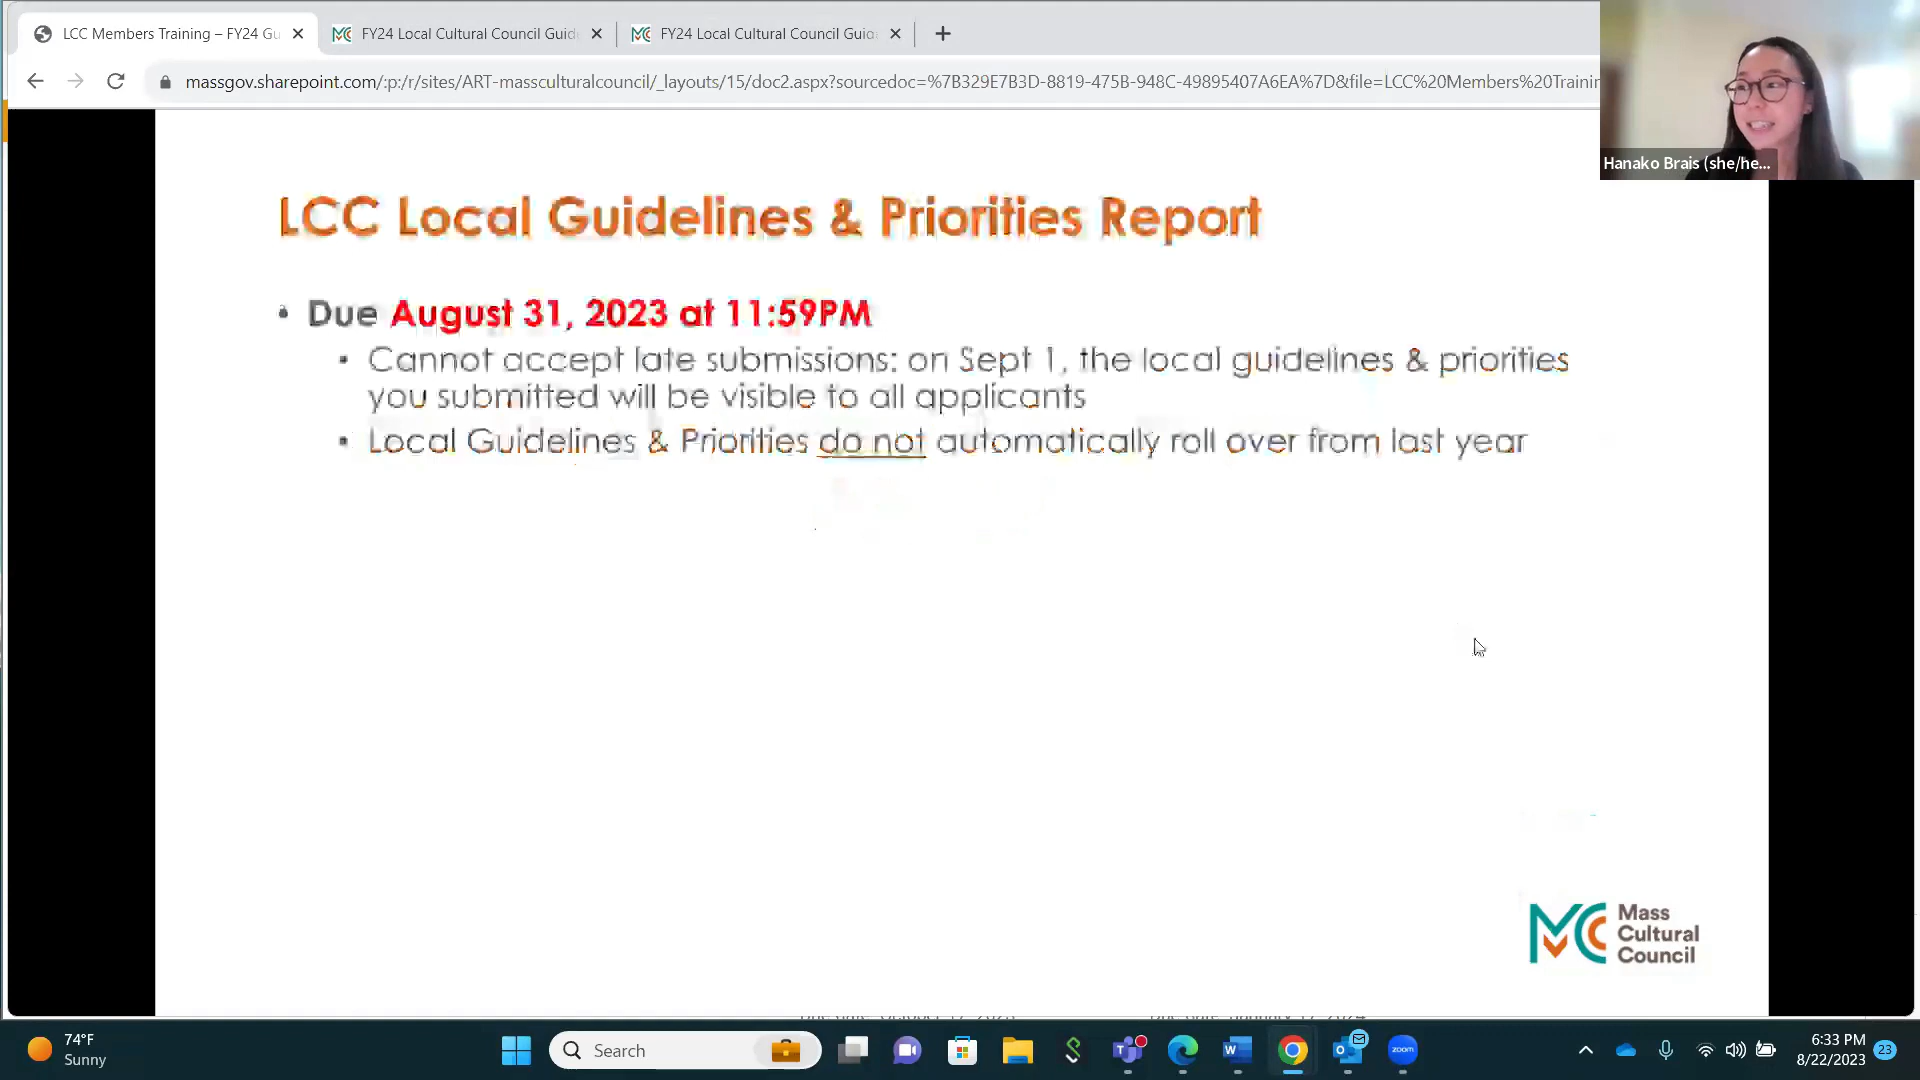 LCC Members Training – FY24 Gu
FY24 Local Cultural Council Guid
FY24 Local Cultural Council Guid
massgov.sharepoint.com/:p:/r/sites/ART-massculturalcouncil/_layouts/15/doc2.aspx?sourcedoc=%7B329E7B3D-8819-475B-948C-49895407A6EA%7D&file=LCC%20Members%20Trainin
Hanako Brais (she/he...
LCC Local Guidelines & Priorities Report
• Due August 31, 2023 at 11:59PM
• Cannot accept late submissions: on Sept 1, the local guidelines & priorities
you submitted will be visible to all applicants
• Local Guidelines & Priorities do not automatically roll over from last year
Mass
Cultural
Council
74°F
Sunny
Search
zoom
6:33 PM
8/22/2023
23